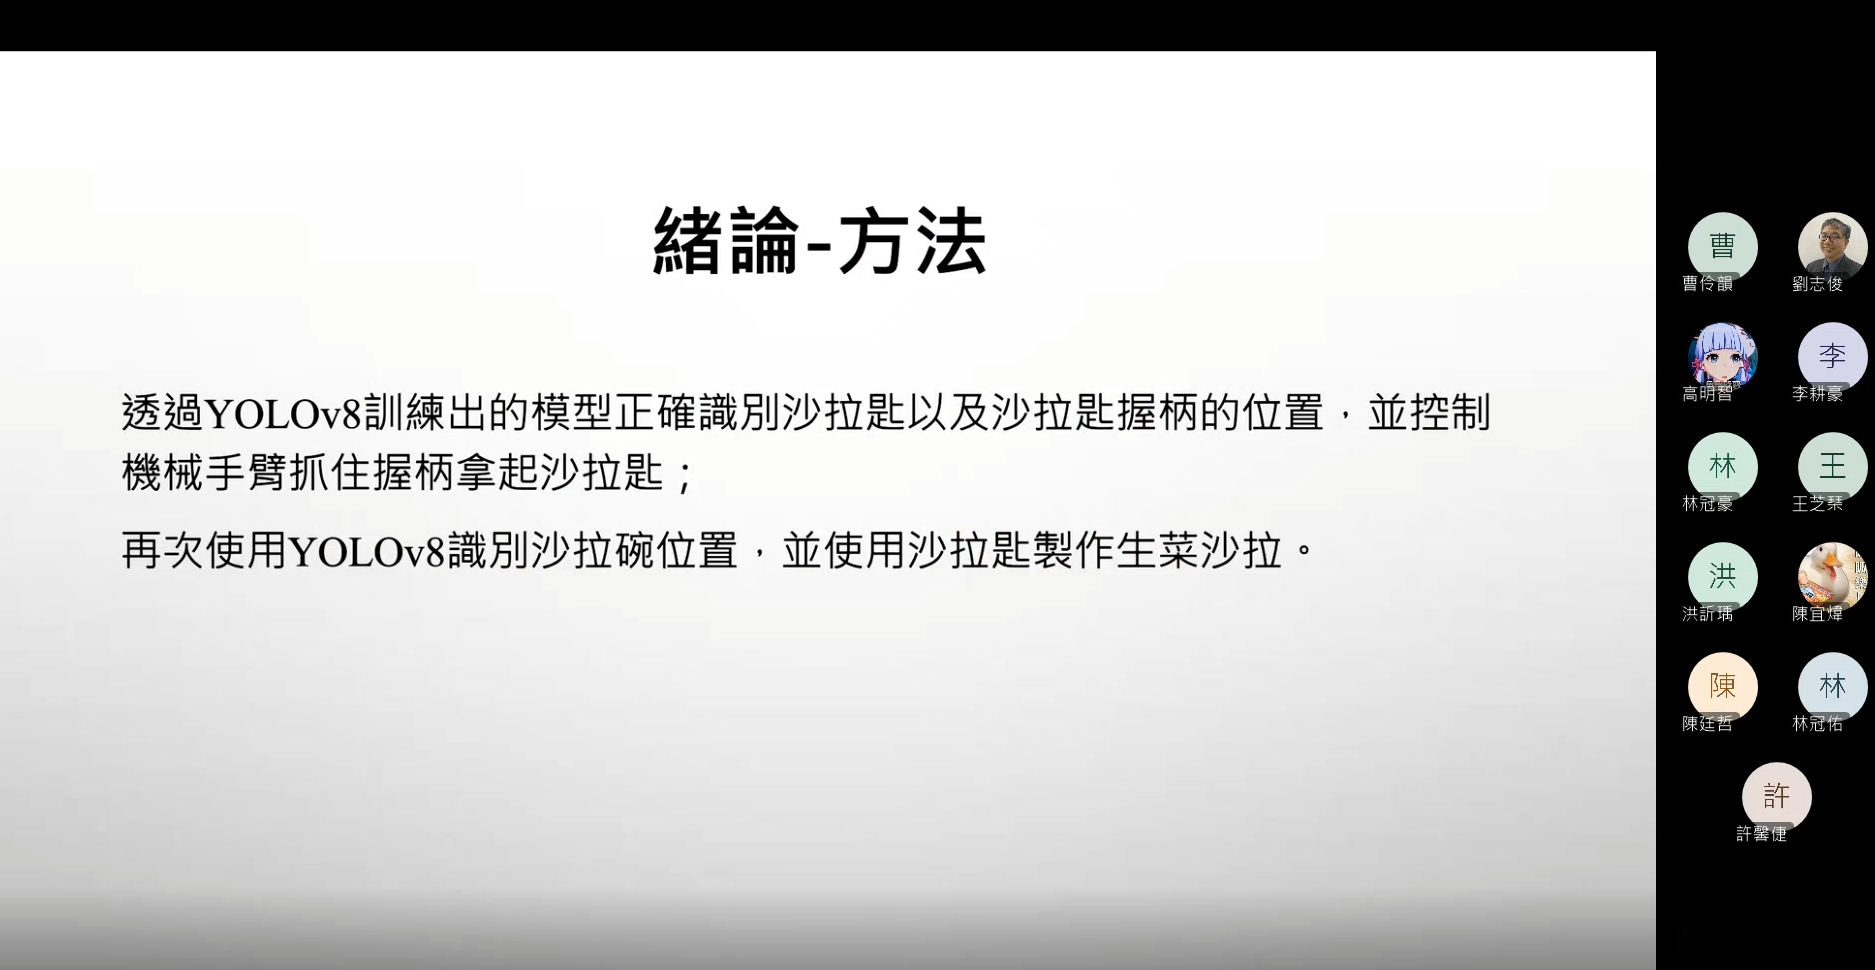 緒論-方法
透過YOLOv8訓練出的模型正確識別沙拉匙以及沙拉匙握柄的位置，並控制
機械手臂抓住握柄拿起沙拉匙；
再次使用YOLOv8識別沙拉碗位置，並使用沙拉匙製作生菜沙拉。
曹
曹伶韻
劉志俊
高明智
李
李耕豪
林
林冠豪
王
王芝琹
洪
洪訢瑀
陳宜煒
陳
陳廷哲
林
林冠佑
許
許馨倢